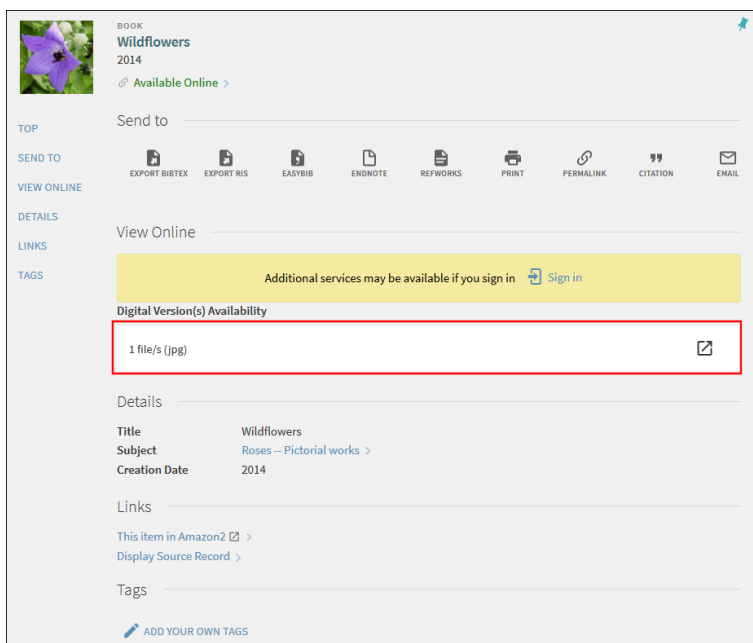 BOOK
Wildflowers
2014
Available Online
TOP
SEND TO
VIEW ONLINE
DETAILS
LINKS
TAGS
Send to
EXPORT BIBTEX EXPORT RIS EASYBIB ENDNOTE REFWORKS PRINT PERMALINK CITATION EMAIL
View Online
Additional services may be available if you sign in Sign in
Digital Version(s) Availability
1 file/s (jpg)
Details
Title Wildflowers
Subject Roses -- Pictorial works
Creation Date 2014
Links
This item in Amazon2
Display Source Record
Tags
ADD YOUR OWN TAGS